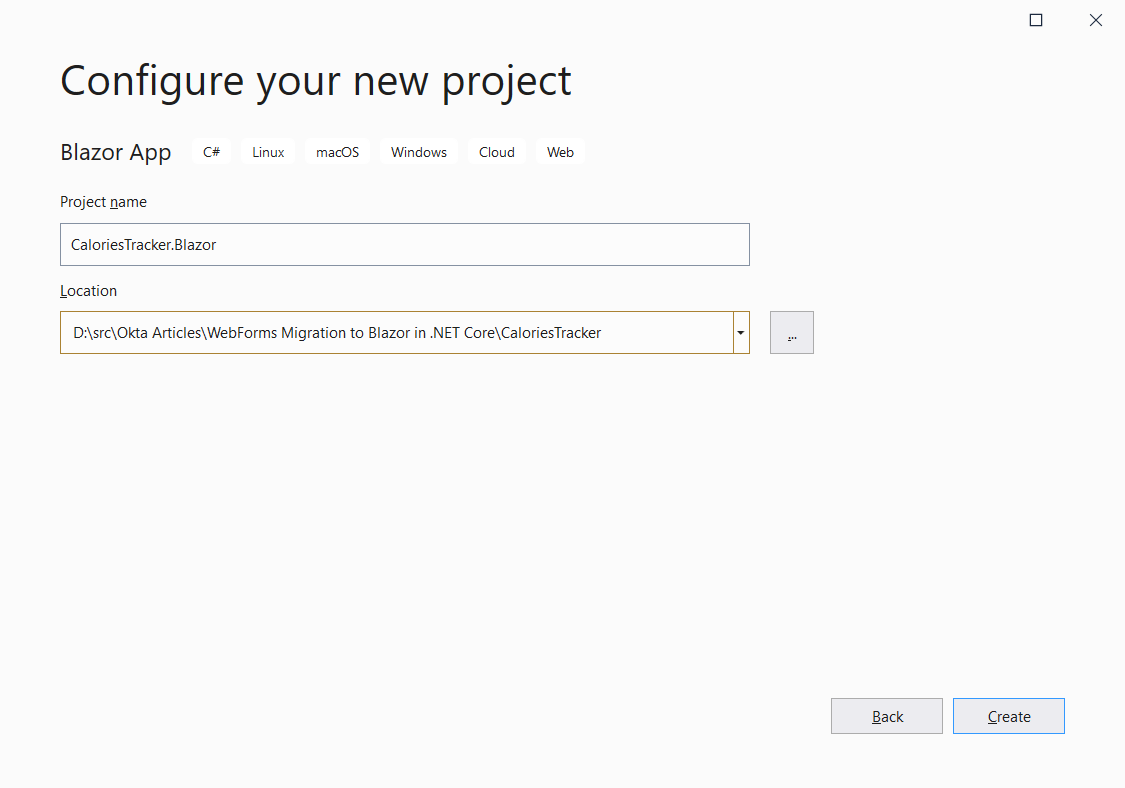 Configure your new project
Blazor App C# Linux macOS Windows Cloud Web
Project name
CaloriesTracker.Blazor
Location
D:\src\Okta Articles\WebForms Migration to Blazor in .NET Core\CaloriesTracker
...
Back Create